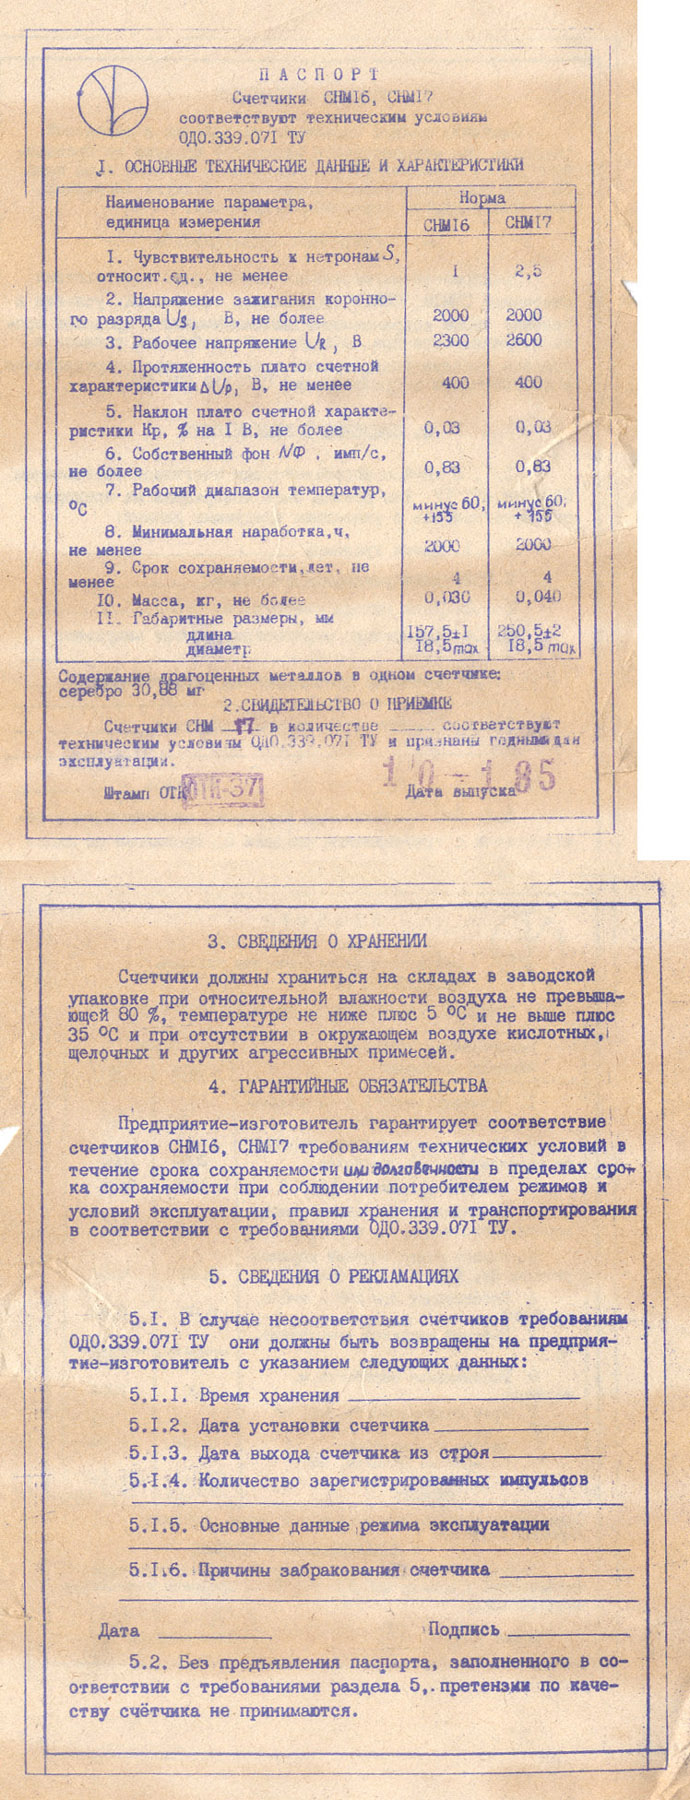 ПАСПОРТ
Счетчики СНМ16, СНМ17
соответствуют техническим условиям
ОДО.339.071 ТУ
1. ОСНОВНЫЕ ТЕХНИЧЕСКИЕ ДАННЫЕ И ХАРАКТЕРИСТИКИ
Наименование параметра, единица измерения
Норма
СНМ16 СНМ17
1. Чувствительность к нетронам S,
относит.ед., не менее 1 2,5
2. Напряжение зажигания коронно-
го разряда Us, В, не более 2000 2000
3. Рабочее напряжение UR, В 2300 2600
4. Протяженность плато счетной
характеристики ΔUp, В, не менее 400 400
5. Наклон плато счетной характе-
ристики Кр, % на 1 В, не более 0,03 0,03
6. Собственный фон NФ, имп/с,
не более 0,83 0,83
7. Рабочий диапазон температур,
°С минус 60, +155 минус 60, +155
8. Минимальная наработка,ч,
не менее 2000 2000
9. Срок сохраняемости,лет, не
менее 4 4
10. Масса, кг, не более 0,030 0,040
11. Габаритные размеры, мм
длина 157,5±1 250,5±2
диаметр 18,5max 18,5max
Содержание драгоценных металлов в одном счетчике:
серебро 30,88 мг
2.СВИДЕТЕЛЬСТВО О ПРИЕМКЕ
Счетчики СНМ 17 в количестве соответствуют
техническим условиям ОДО.339.071 ТУ и признаны годными для
эксплуатации.
Штамп ОТК ОТК-37 Дата выпуска 10-185
3. СВЕДЕНИЯ О ХРАНЕНИИ
Счетчики должны храниться на складах в заводской
упаковке при относительной влажности воздуха не превыша-
ющей 80 %, температуре не ниже плюс 5 °С и не выше плюс
35 °С и при отсутствии в окружающем воздухе кислотных,
щелочных и других агрессивных примесей.
4. ГАРАНТИЙНЫЕ ОБЯЗАТЕЛЬСТВА
Предприятие-изготовитель гарантирует соответствие
счетчиков СНМ16, СНМ17 требованиям технических условий в
течение срока сохраняемости или долговечности в пределах сро-
ка сохраняемости при соблюдении потребителем режимов и
условий эксплуатации, правил хранения и транспортирования
в соответствии с требованиями ОДО.339.071 ТУ.
5. СВЕДЕНИЯ О РЕКЛАМАЦИЯХ
5.1. В случае несоответствия счетчиков требованиям
ОДО.339.071 ТУ они должны быть возвращены на предприя-
тие-изготовитель с указанием следующих данных:
5.1.1. Время хранения
5.1.2. Дата установки счетчика
5.1.3. Дата выхода счетчика из строя
5.1.4. Количество зарегистрированных импульсов
5.1.5. Основные данные режима эксплуатации
5.1.6. Причины забракования счетчика
Дата Подпись
5.2. Без предъявления паспорта, заполненного в со-
ответствии с требованиями раздела 5, претензии по каче-
ству счётчика не принимаются.